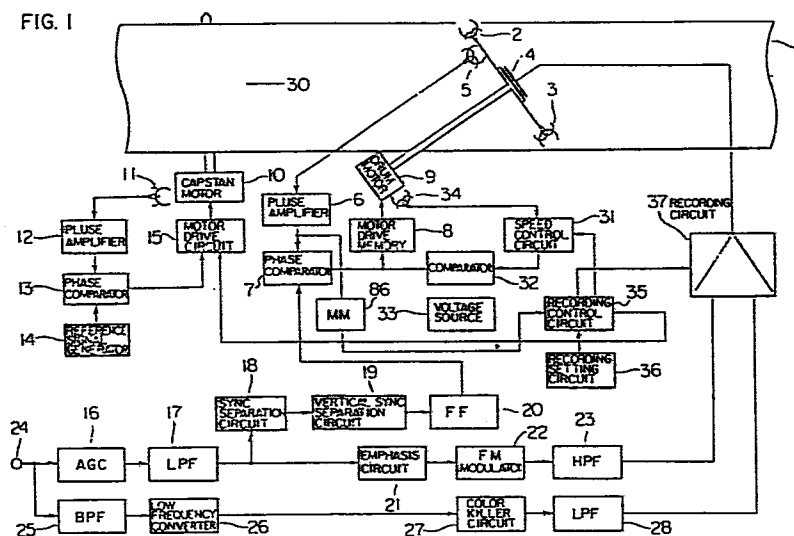 FIG. 1
2
4
5
3
30
DRUM
MOTOR
9
34
11
CAPSTAN
MOTOR
10
PLUSE
AMPLIFIER
6
12
PLUSE
AMPLIFIER
15
MOTOR
DRIVE
CIRCUIT
MOTOR
DRIVE
MEMORY
8
SPEED
CONTROL
CIRCUIT
31
37 RECORDING
CIRCUIT
13
PHASE
COMPARATOR
7
PHASE
COMPARATOR
COMPARATOR
32
14
REFERENCE
SIGNAL
GENERATOR
MM
86
33
VOLTAGE
SOURCE
RECORDING
CONTROL
CIRCUIT
35
RECORDING
SETTING
CIRCUIT
36
18
SYNC
SEPARATION
CIRCUIT
19
VERTICAL SYNC
SEPARATION
CIRCUIT
FF
20
24
16
AGC
17
LPF
EMPHASIS
CIRCUIT
21
22
FM
MODULATOR
23
HPF
25
BPF
LOW
FREQUENCY
CONVERTER
26
27
COLOR
KILLER
CIRCUIT
LPF
28